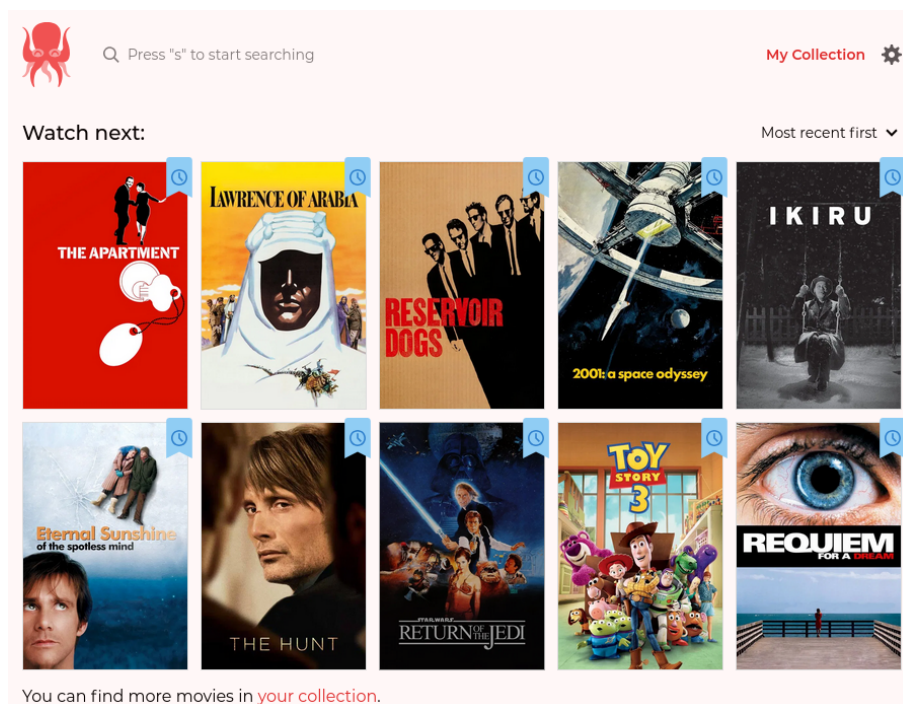 Press "s" to start searching
My Collection
Watch next:
Most recent first
THE APARTMENT
LAWRENCE OF ARABIA
RESERVOIR
DOGS
2001: a space odyssey
IKIRU
Eternal Sunshine
of the spotless mind
THE HUNT
STAR WARS
RETURN OF THE JEDI
TOY
STORY
3
REQUIEM
FOR A DREAM
You can find more movies in your collection.